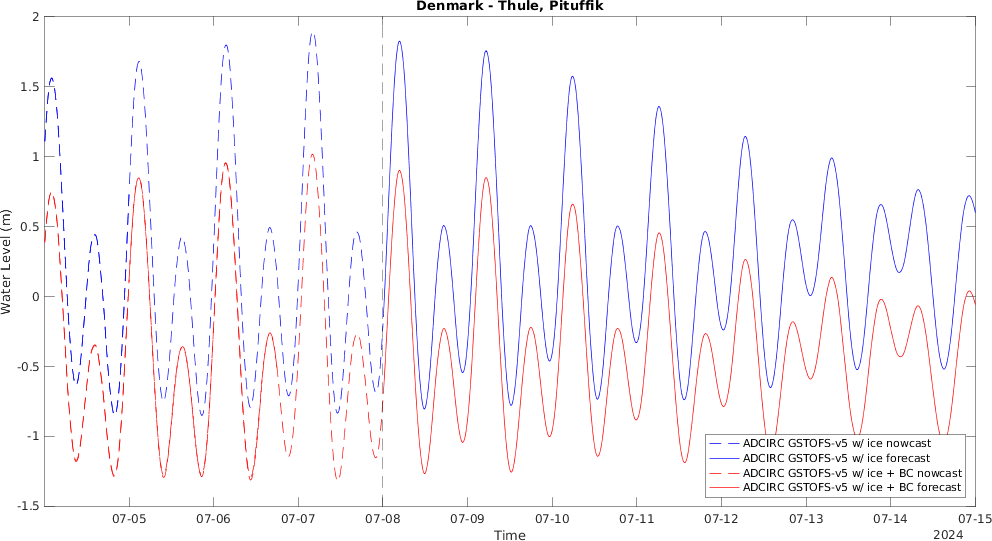 Denmark - Thule, Pituffik
2
1.5
1
0.5
0
-0.5
-1
-1.5
Water Level (m)
ADCIRC GSTOFS-v5 w/ ice nowcast
ADCIRC GSTOFS-v5 w/ ice forecast
ADCIRC GSTOFS-v5 w/ ice + BC nowcast
ADCIRC GSTOFS-v5 w/ ice + BC forecast
07-05 07-06 07-07 07-08 07-09 07-10 07-11 07-12 07-13 07-14 07-15
Time
2024